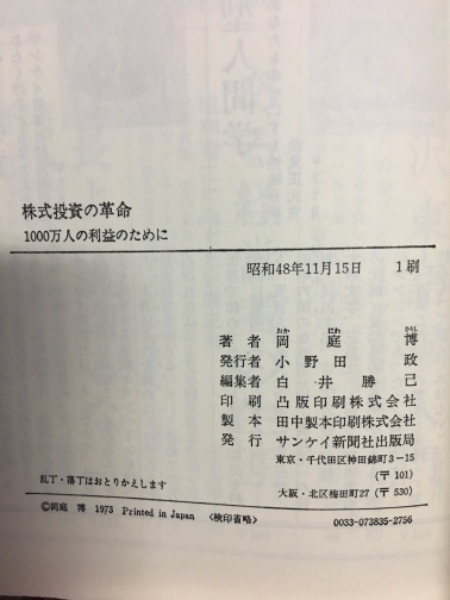 株式投資の革命
1000万人の利益のために
昭和48年11月15日 1刷
著者 岡庭博
発行者 小野田政
編集者 白井勝己
印刷 凸版印刷株式会社
製本 田中製本印刷株式会社
発行 サンケイ新聞社出版局
東京・千代田区神田錦町3-15
(〒101)
大阪・北区梅田町27(〒530)
乱丁・落丁はおとりかえします
©岡庭 博 1973 Printed in Japan 〈検印省略〉 0033-073835-2756